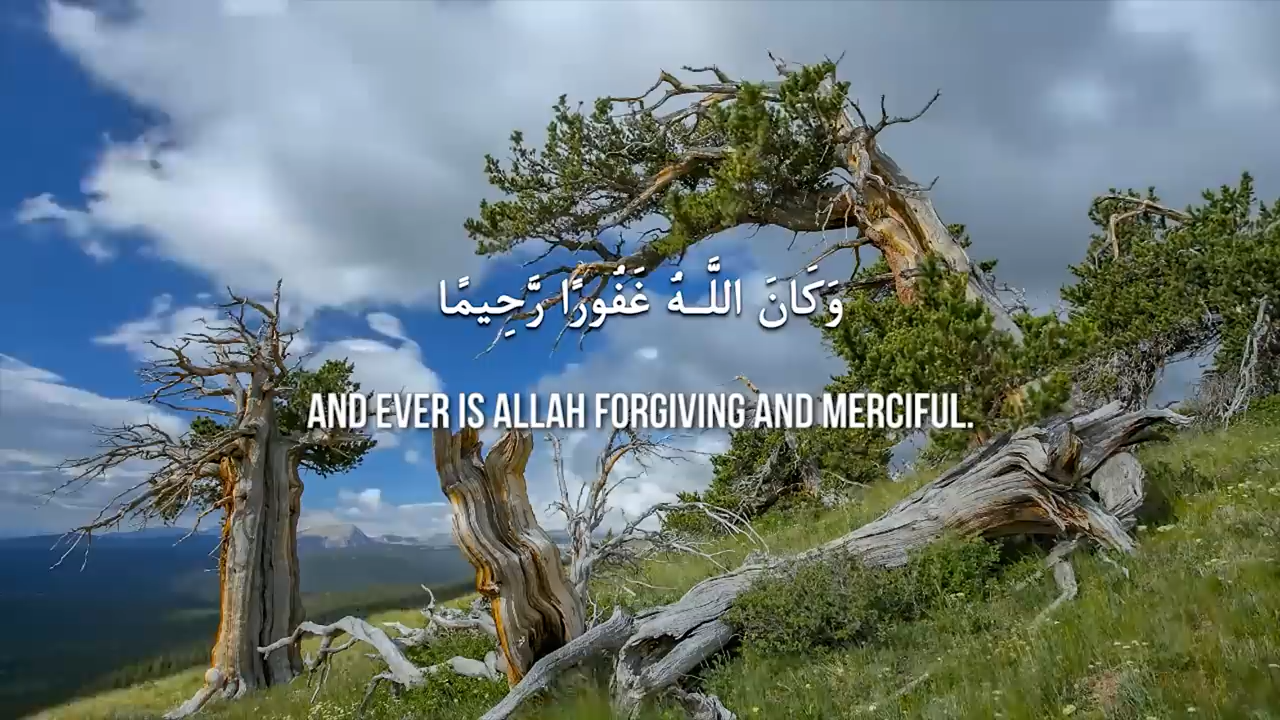 وَكَانَ اللَّـهُ غَفُورًا رَّحِيمًا
AND EVER IS ALLAH FORGIVING AND MERCIFUL.